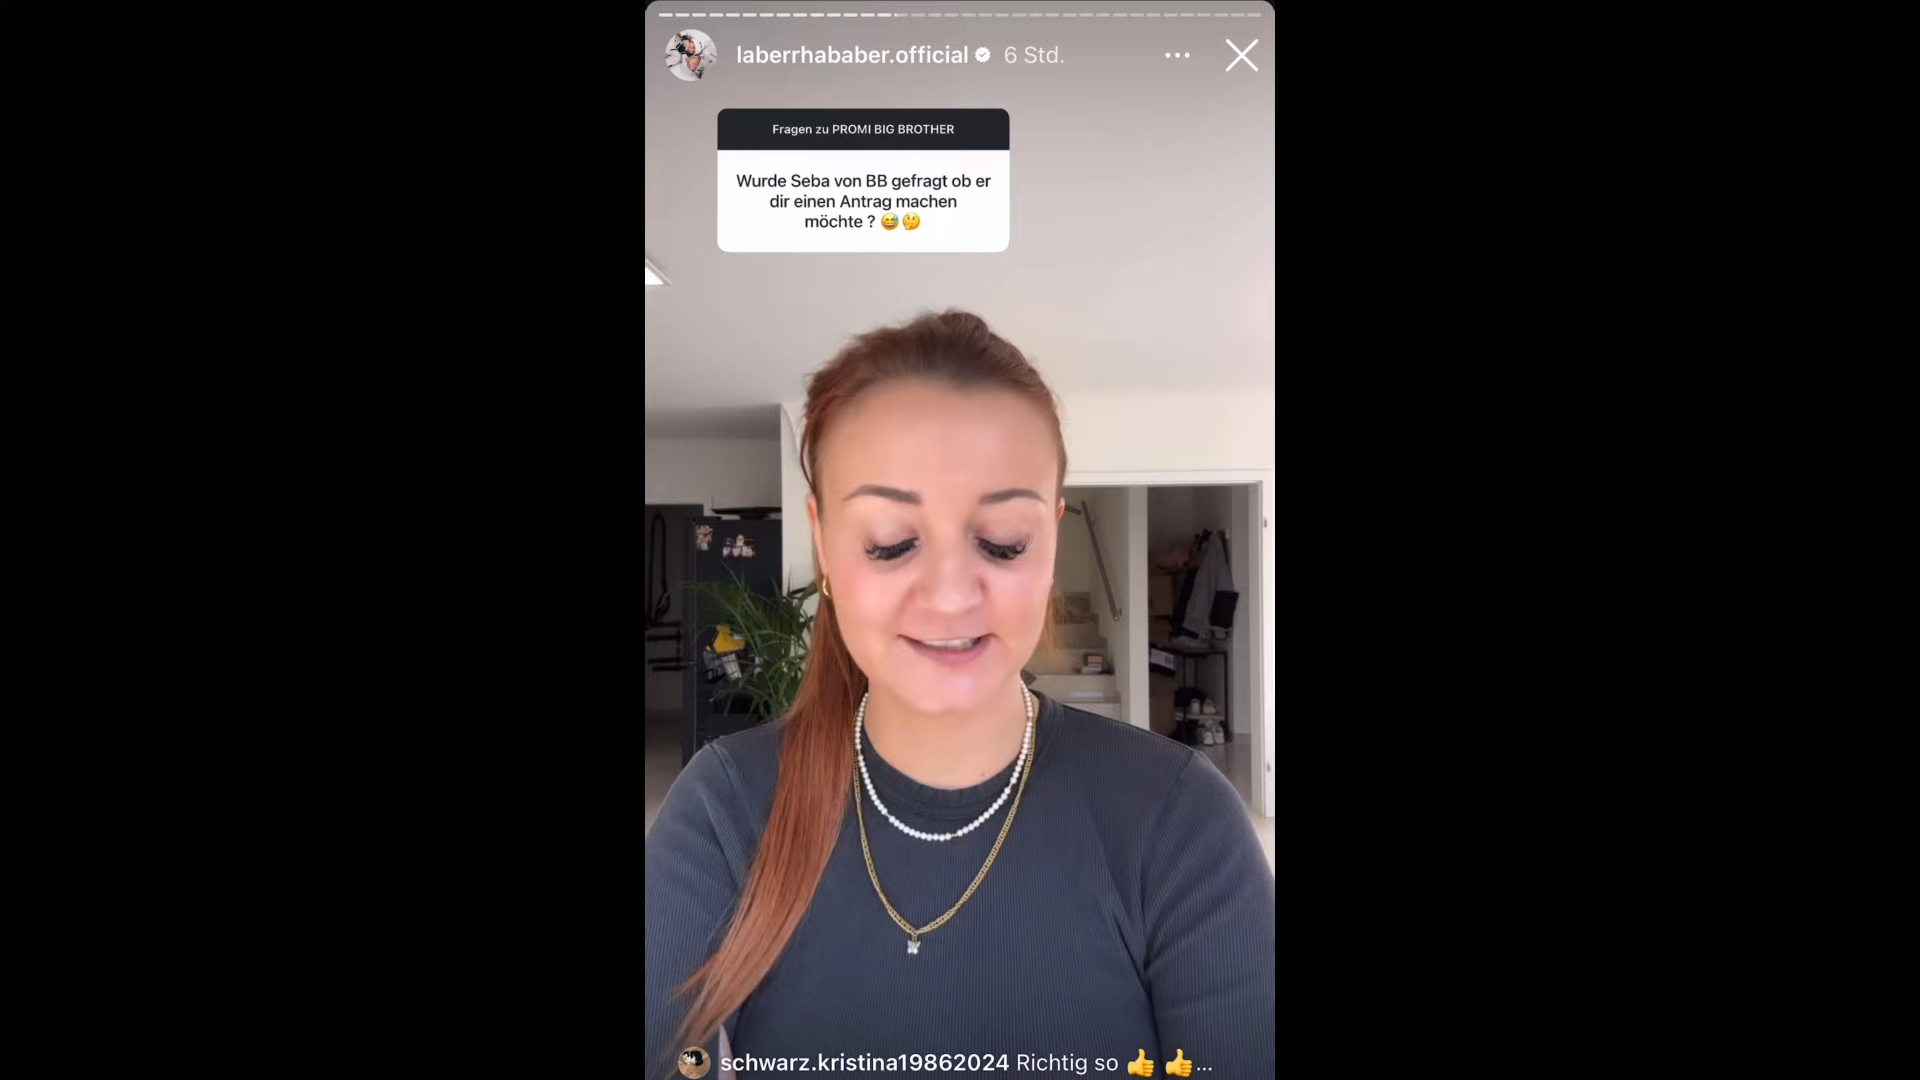 laberrhababer.official 6 Std.
Fragen zu PROMI BIG BROTHER
Wurde Seba von BB gefragt ob er
dir einen Antrag machen
möchte ? 😅🤔
schwarz.kristina19862024 Richtig so 👍 👍...